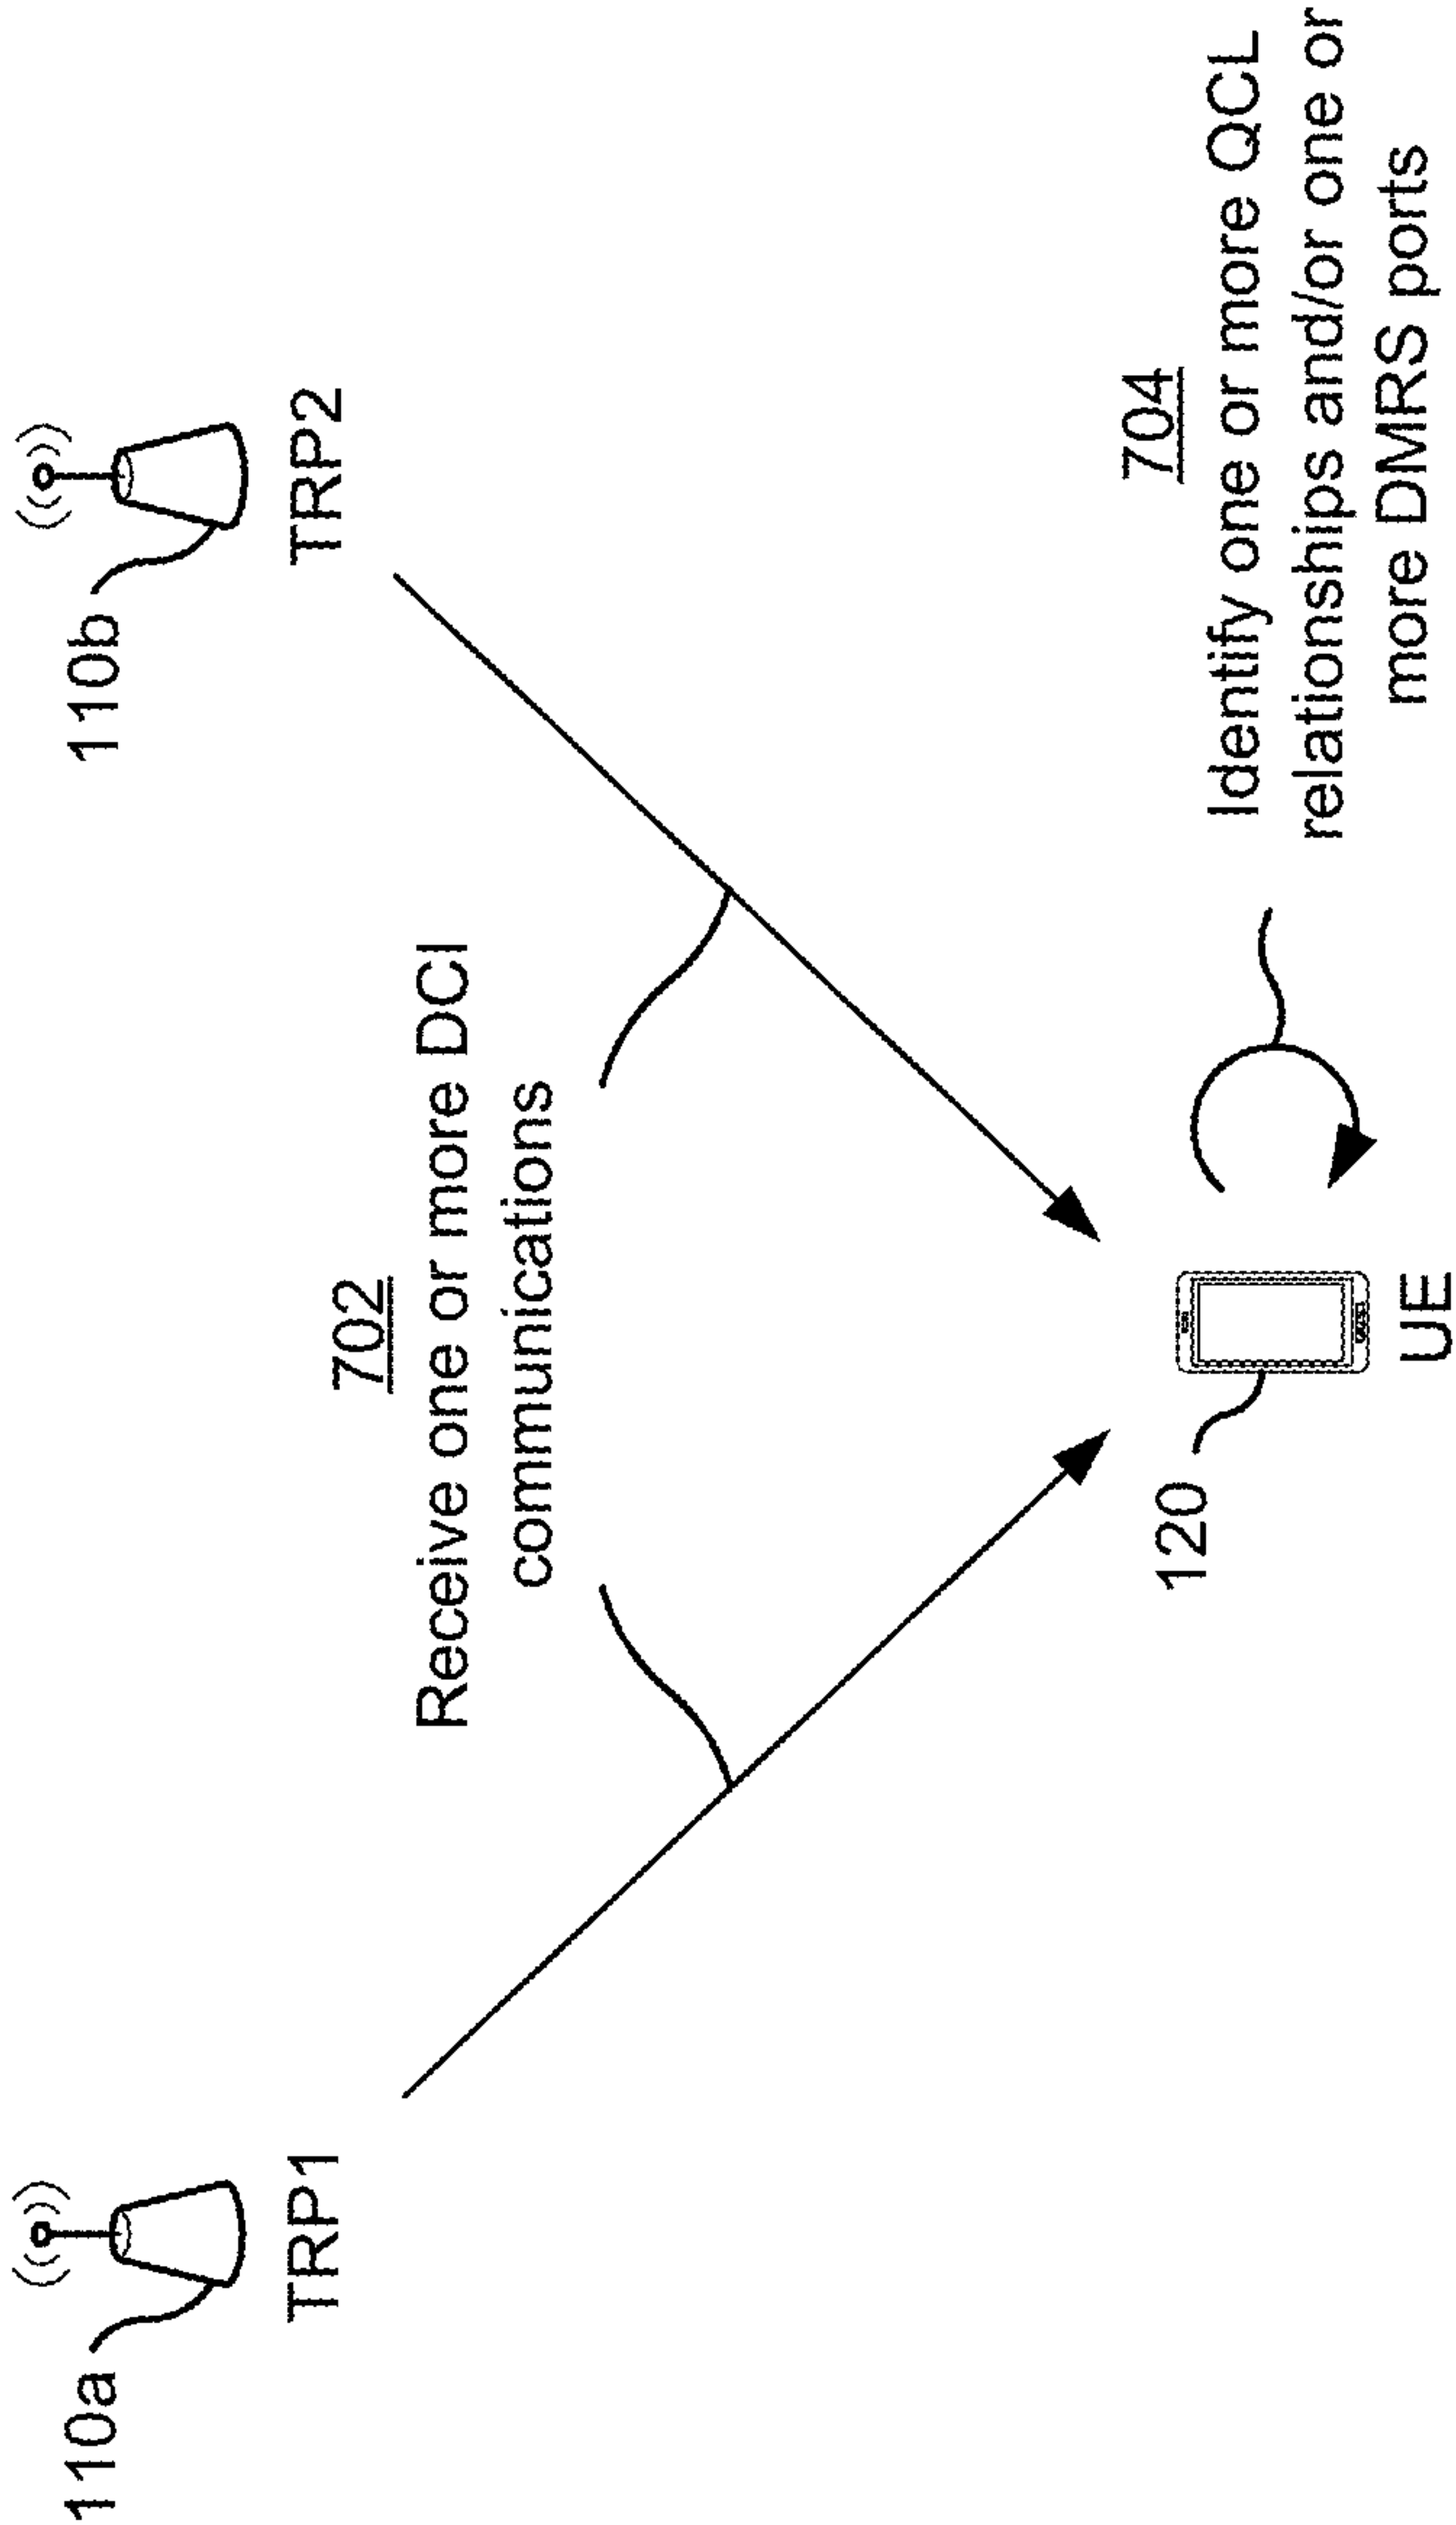 110a
TRP1
110b
TRP2
702
Receive one or more DCI
communications
120
UE
704
Identify one or more QCL
relationships and/or one or
more DMRS ports